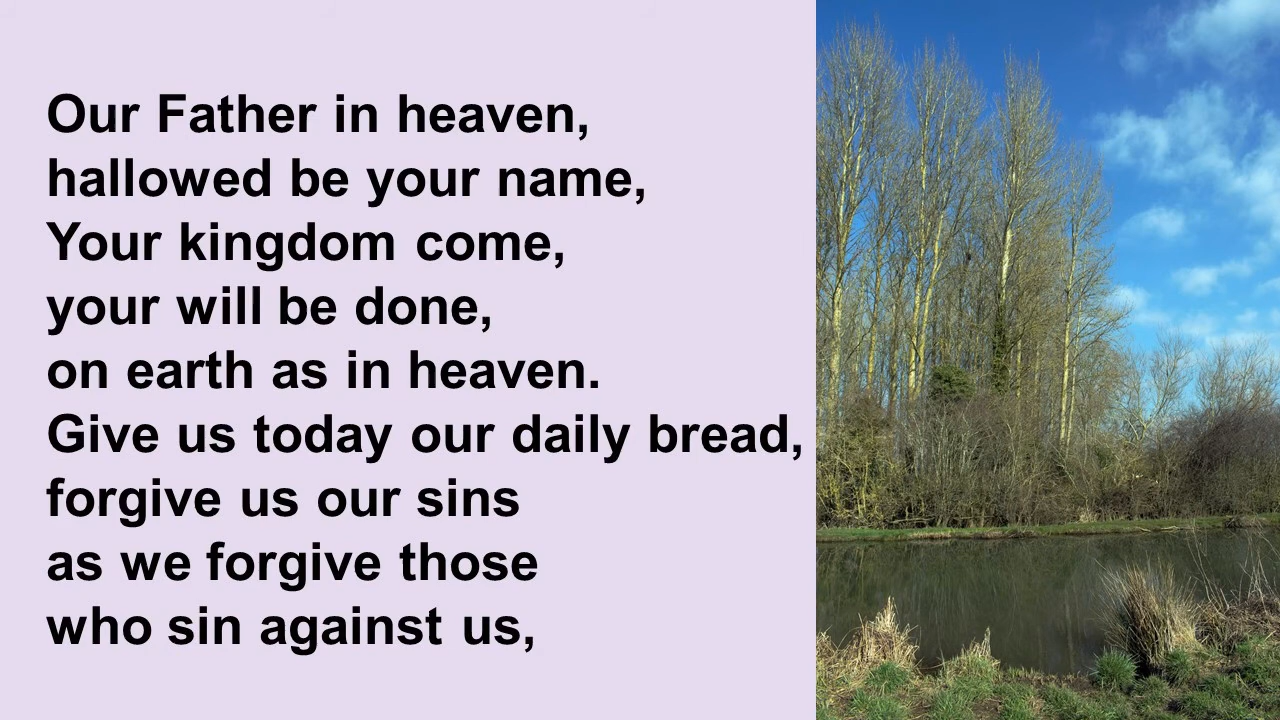 Our Father in heaven,
hallowed be your name,
Your kingdom come,
your will be done,
on earth as in heaven.
Give us today our daily bread,
forgive us our sins
as we forgive those
who sin against us,